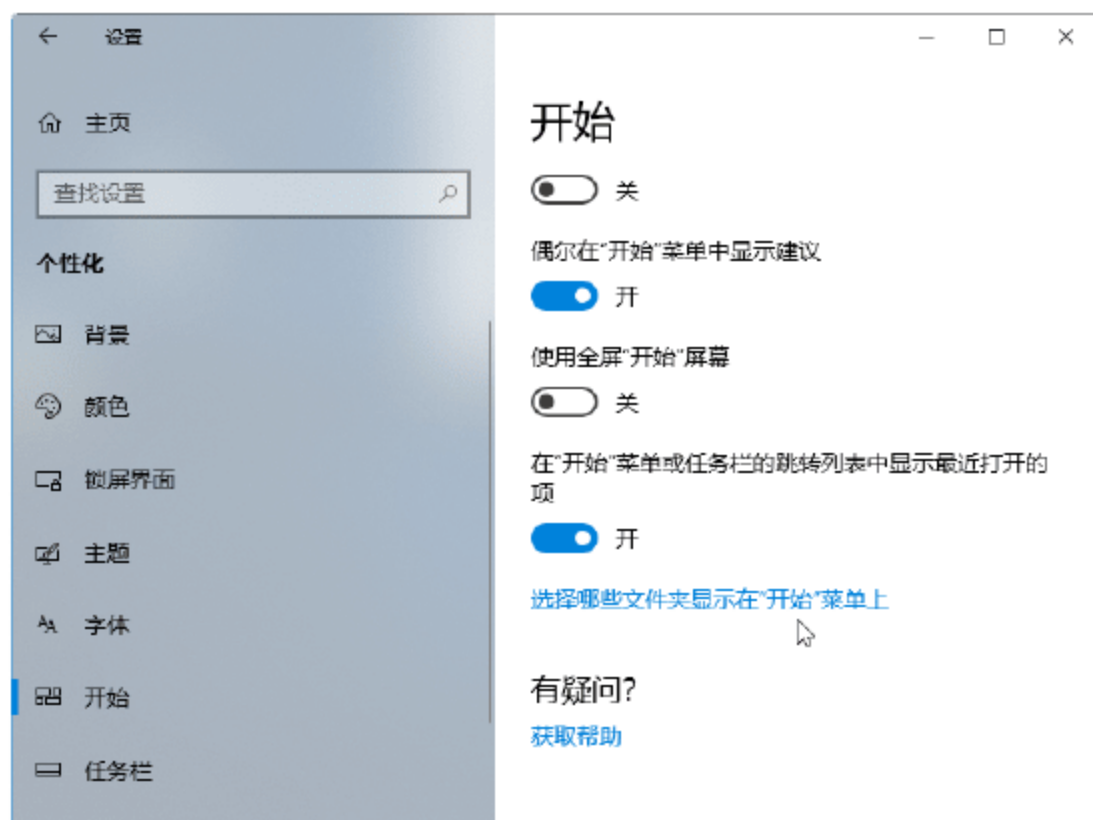 设置
主页
查找设置
个性化
背景
颜色
锁屏界面
主题
字体
开始
任务栏
开始
关
偶尔在"开始"菜单中显示建议
开
使用全屏"开始"屏幕
关
在"开始"菜单或任务栏的跳转列表中显示最近打开的
项
开
选择哪些文件夹显示在"开始"菜单上
有疑问?
获取帮助